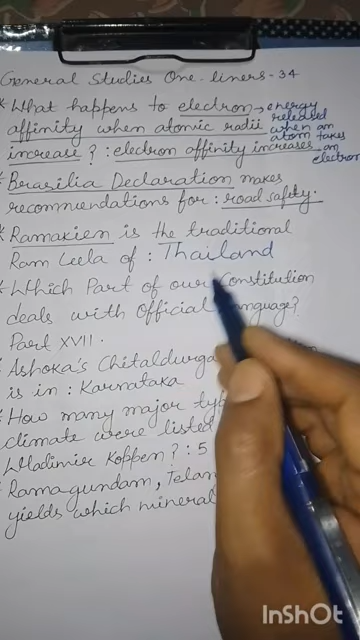 General Studies One-liners-34
* What happens to electron → energy released when an atom takes an electron
affinity when atomic radii
increase? : electron affinity increases
* Brasilia Declaration makes
recommendations for: road safety.
* Ramakien is the traditional
Ram Leela of: Thailand
* Which Part of our Constitution
deals with Official Language?
Part XVII.
* Ashoka's Chitaldurga
is in: Karnataka
* How many major
climate were listed
Wladimir Koppen?: 5
* Ramagundam,
yields which mineral
InShOt